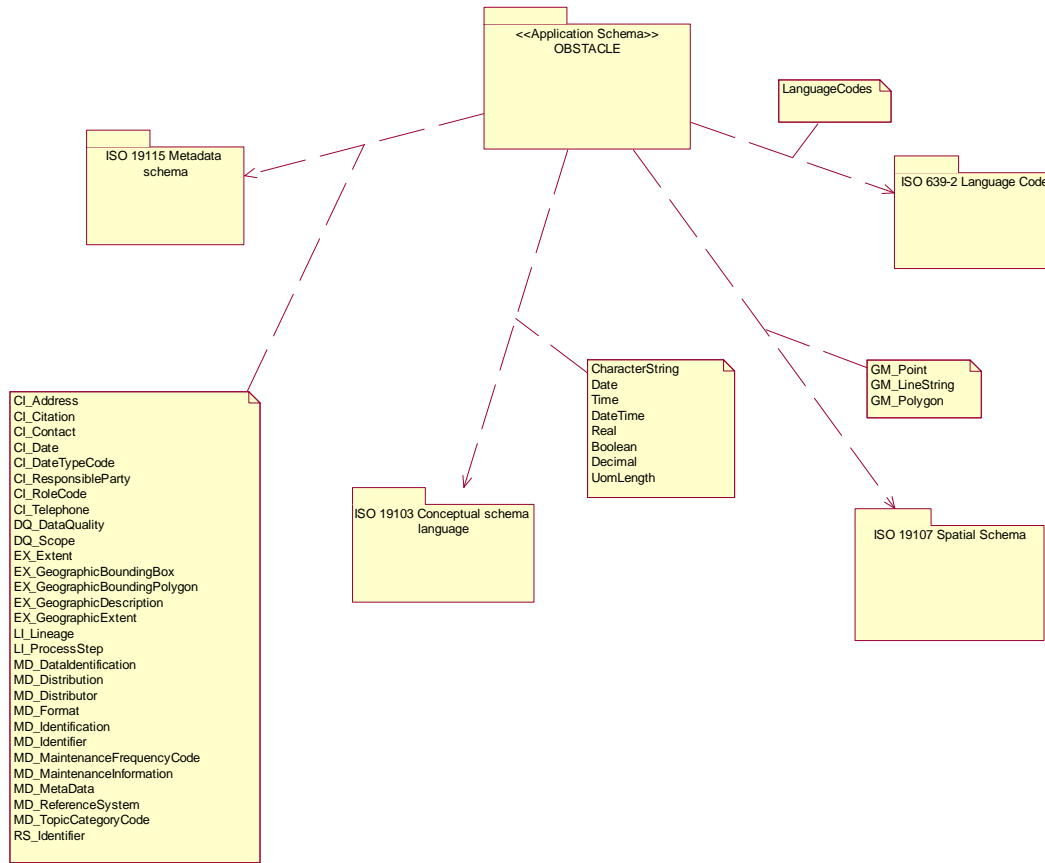 <<Application Schema>>
OBSTACLE
LanguageCodes
ISO 19115 Metadata
schema
ISO 639-2 Language Code
CharacterString
Date
Time
DateTime
Real
Boolean
Decimal
UomLength
GM_Point
GM_LineString
GM_Polygon
CI_Address
CI_Citation
CI_Contact
CI_Date
CI_DateTypeCode
CI_ResponsibleParty
CI_RoleCode
CI_Telephone
DQ_DataQuality
DQ_Scope
EX_Extent
EX_GeographicBoundingBox
EX_GeographicBoundingPolygon
EX_GeographicDescription
EX_GeographicExtent
LI_Lineage
LI_ProcessStep
MD_DataIdentification
MD_Distribution
MD_Distributor
MD_Format
MD_Identification
MD_Identifier
MD_MaintenanceFrequencyCode
MD_MaintenanceInformation
MD_MetaData
MD_ReferenceSystem
MD_TopicCategoryCode
RS_Identifier
ISO 19103 Conceptual schema
language
ISO 19107 Spatial Schema